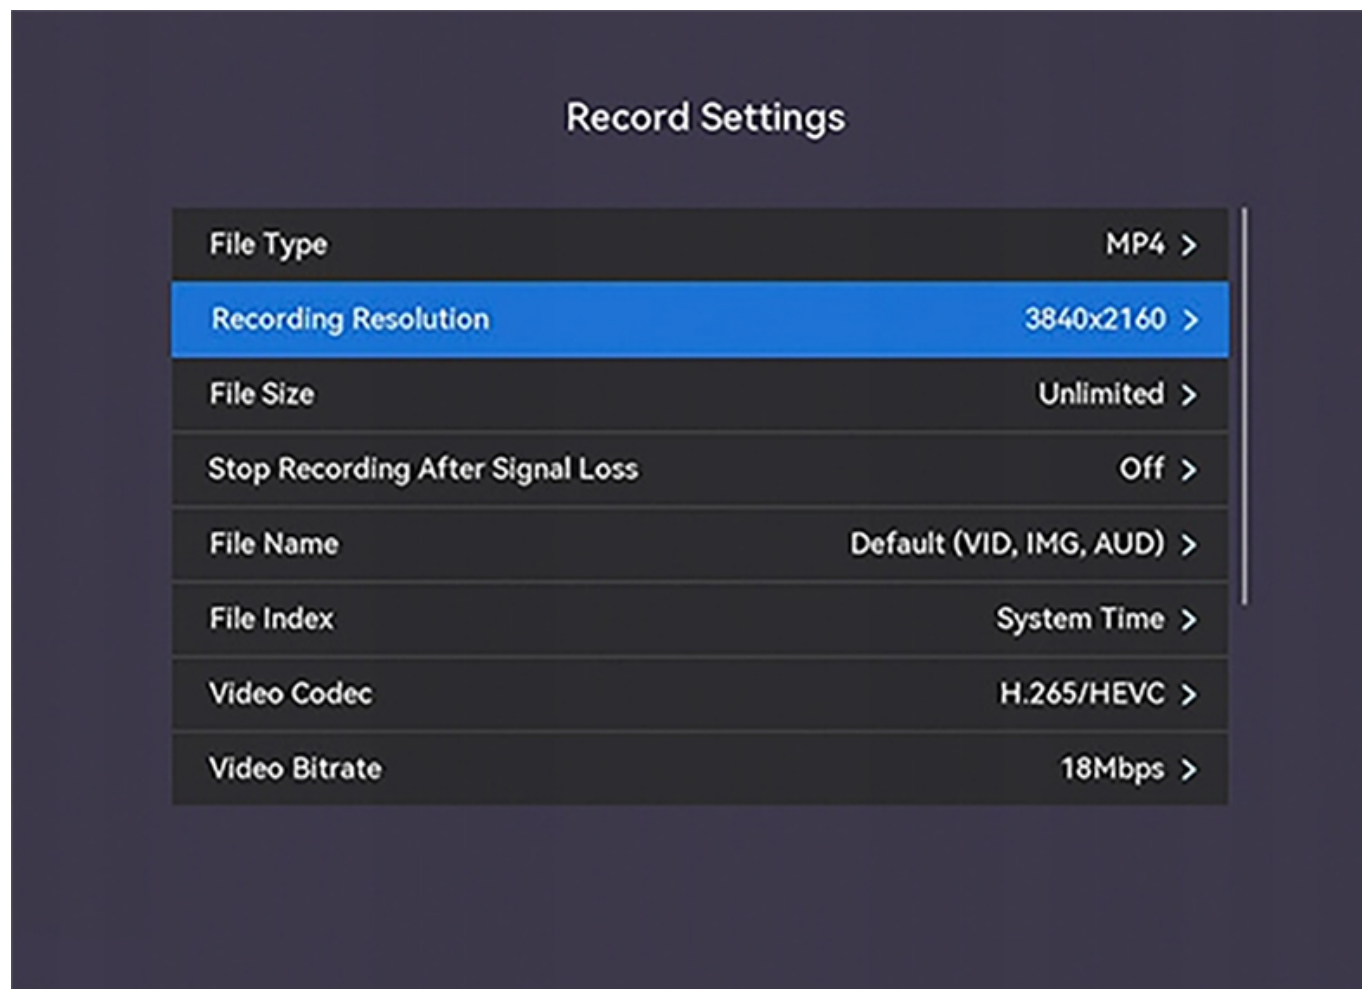 Record Settings
File Type MP4 >
Recording Resolution 3840x2160 >
File Size Unlimited >
Stop Recording After Signal Loss Off >
File Name Default (VID, IMG, AUD) >
File Index System Time >
Video Codec H.265/HEVC >
Video Bitrate 18Mbps >